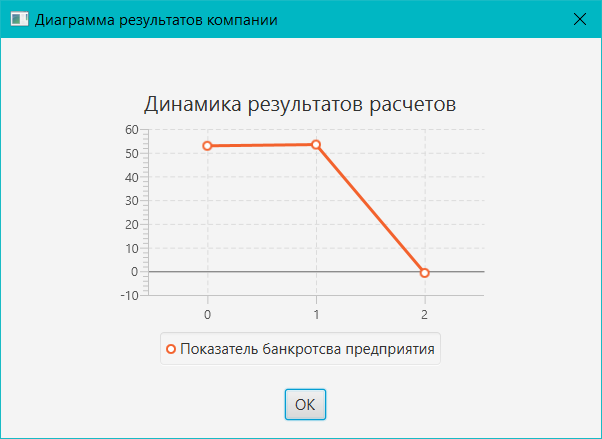 Диаграмма результатов компании
Динамика результатов расчетов
60
50
40
30
20
10
0
-10
0 1 2
Показатель банкротсва предприятия
OK